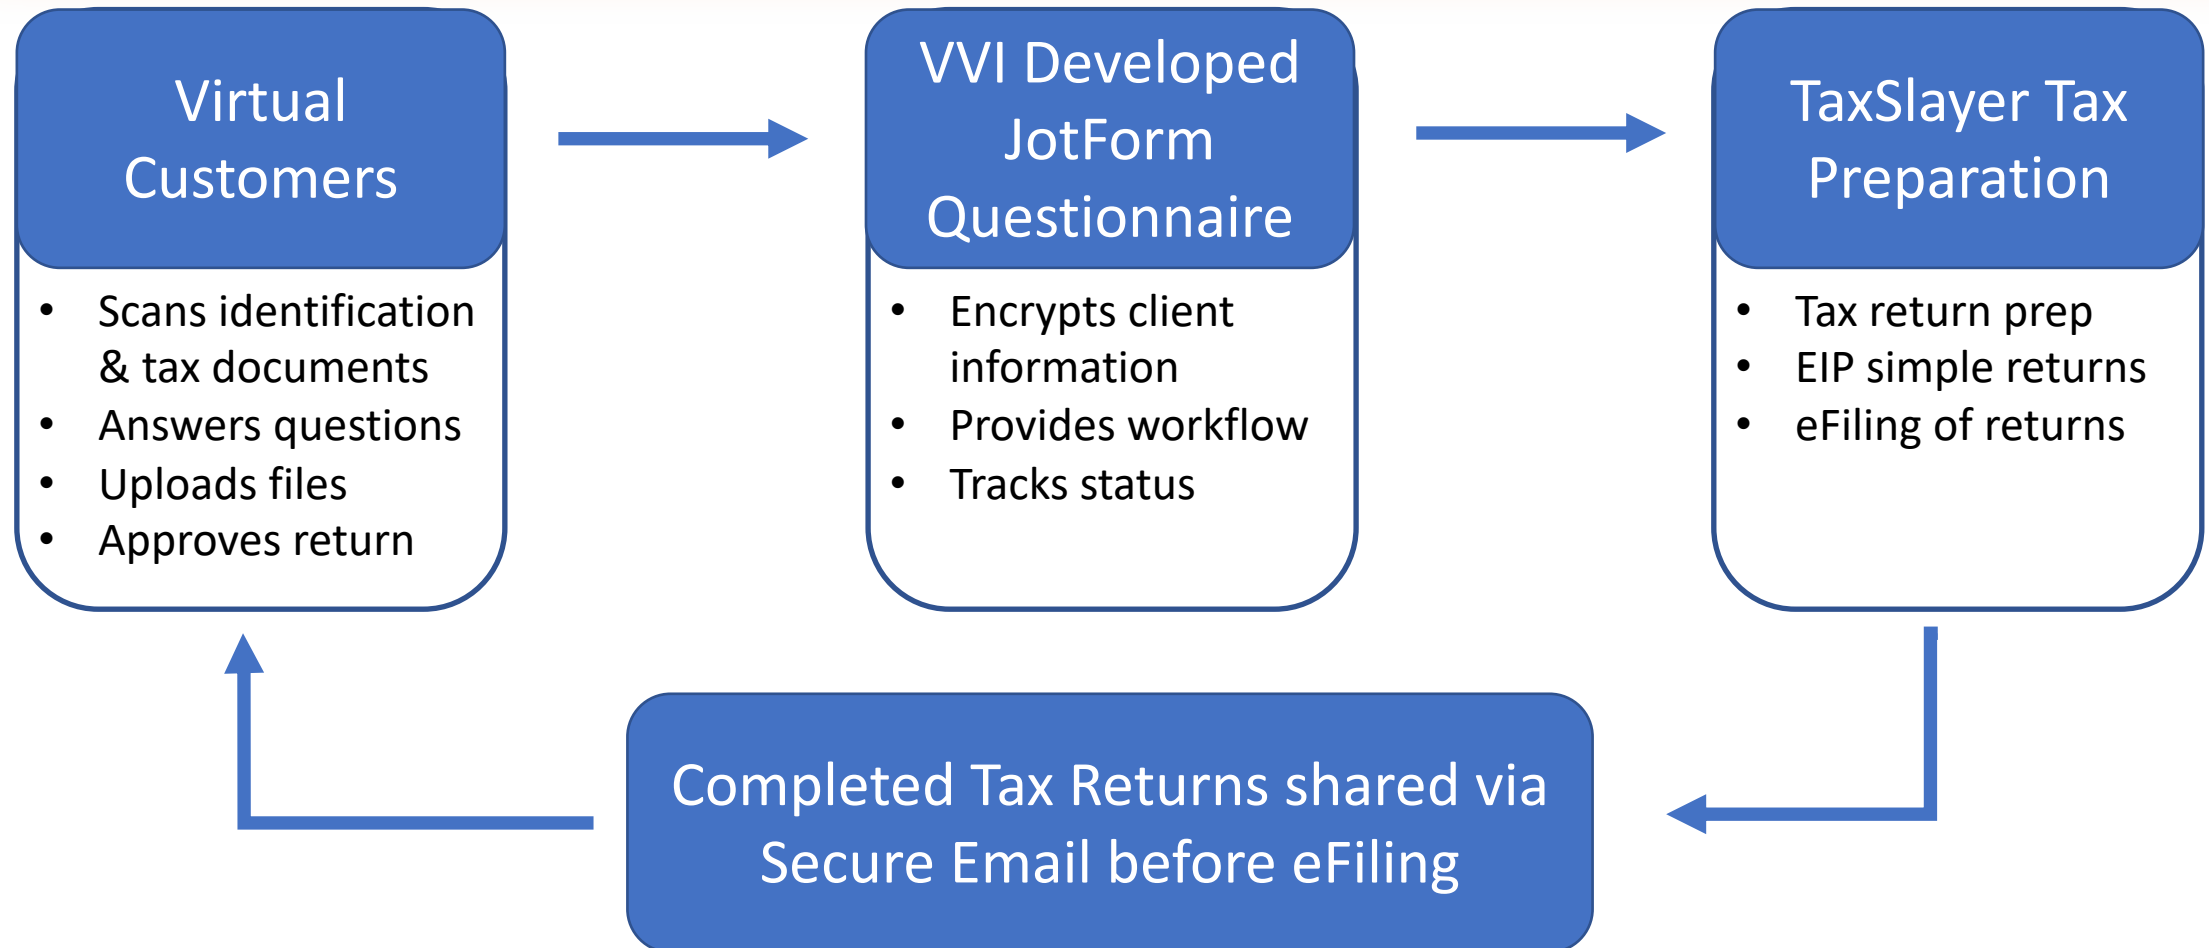 Virtual
Customers
• Scans identification
& tax documents
• Answers questions
• Uploads files
• Approves return
VVI Developed
JotForm
Questionnaire
• Encrypts client
information
• Provides workflow
• Tracks status
TaxSlayer Tax
Preparation
• Tax return prep
• EIP simple returns
• eFiling of returns
Completed Tax Returns shared via
Secure Email before eFiling